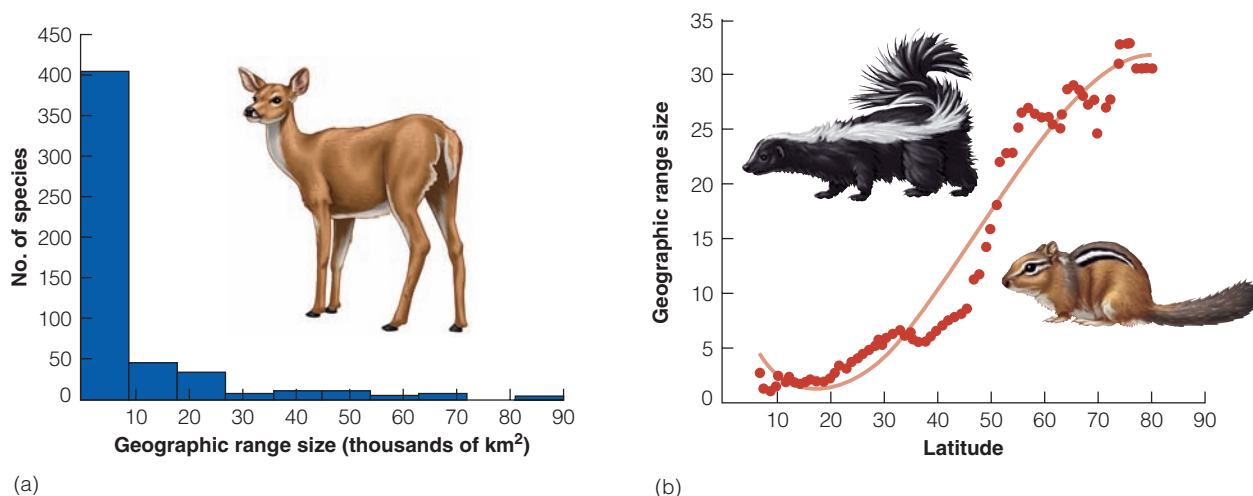 450
400
350
300
250
200
150
100
50
0
No. of species
10 20 30 40 50 60 70 80 90
Geographic range size (thousands of km²)
(a)
35
30
25
20
15
10
5
0
Geographic range size
10 20 30 40 50 60 70 80 90
Latitude
(b)